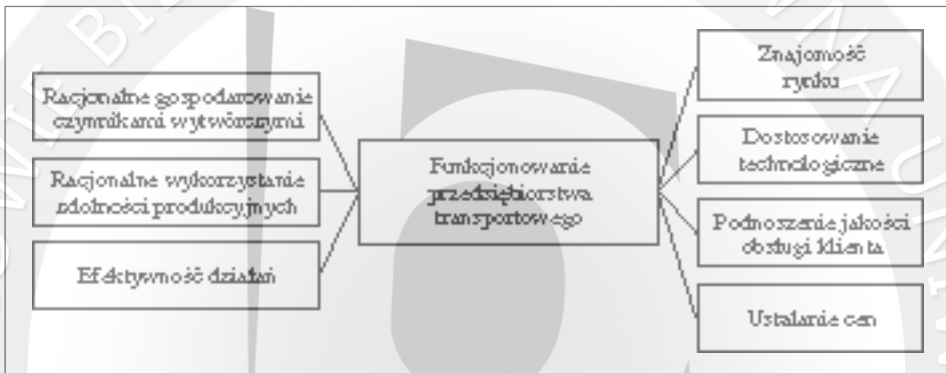 Racjonalne gospodarowanie
czynnikami wytwórczymi
Racjonalne wykorzystanie
zdolności produkcyjnych
Efektywność działań
Funkcjonowanie
przedsiębiorstwa
transportowego
Znajomość
rynku
Dostosowanie
technologiczne
Podnoszenie jakości
obsługi klienta
Ustalanie cen